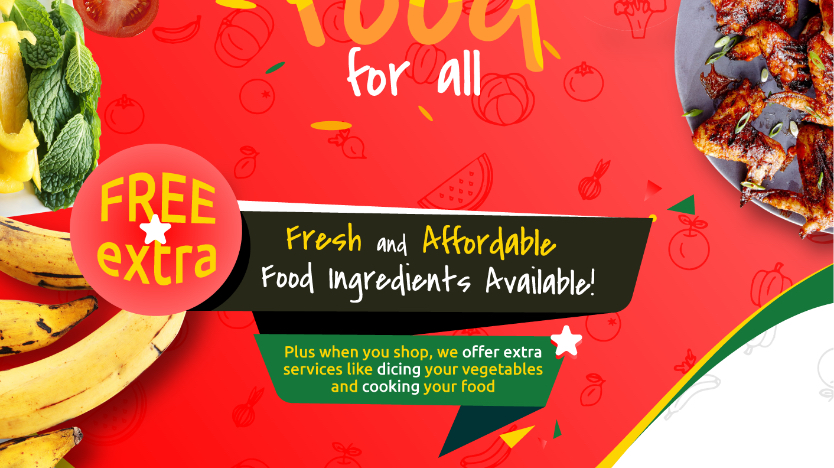 food
for all
FREE
extra
Fresh and Affordable
Food Ingredients Available!
Plus when you shop, we offer extra
services like dicing your vegetables
and cooking your food